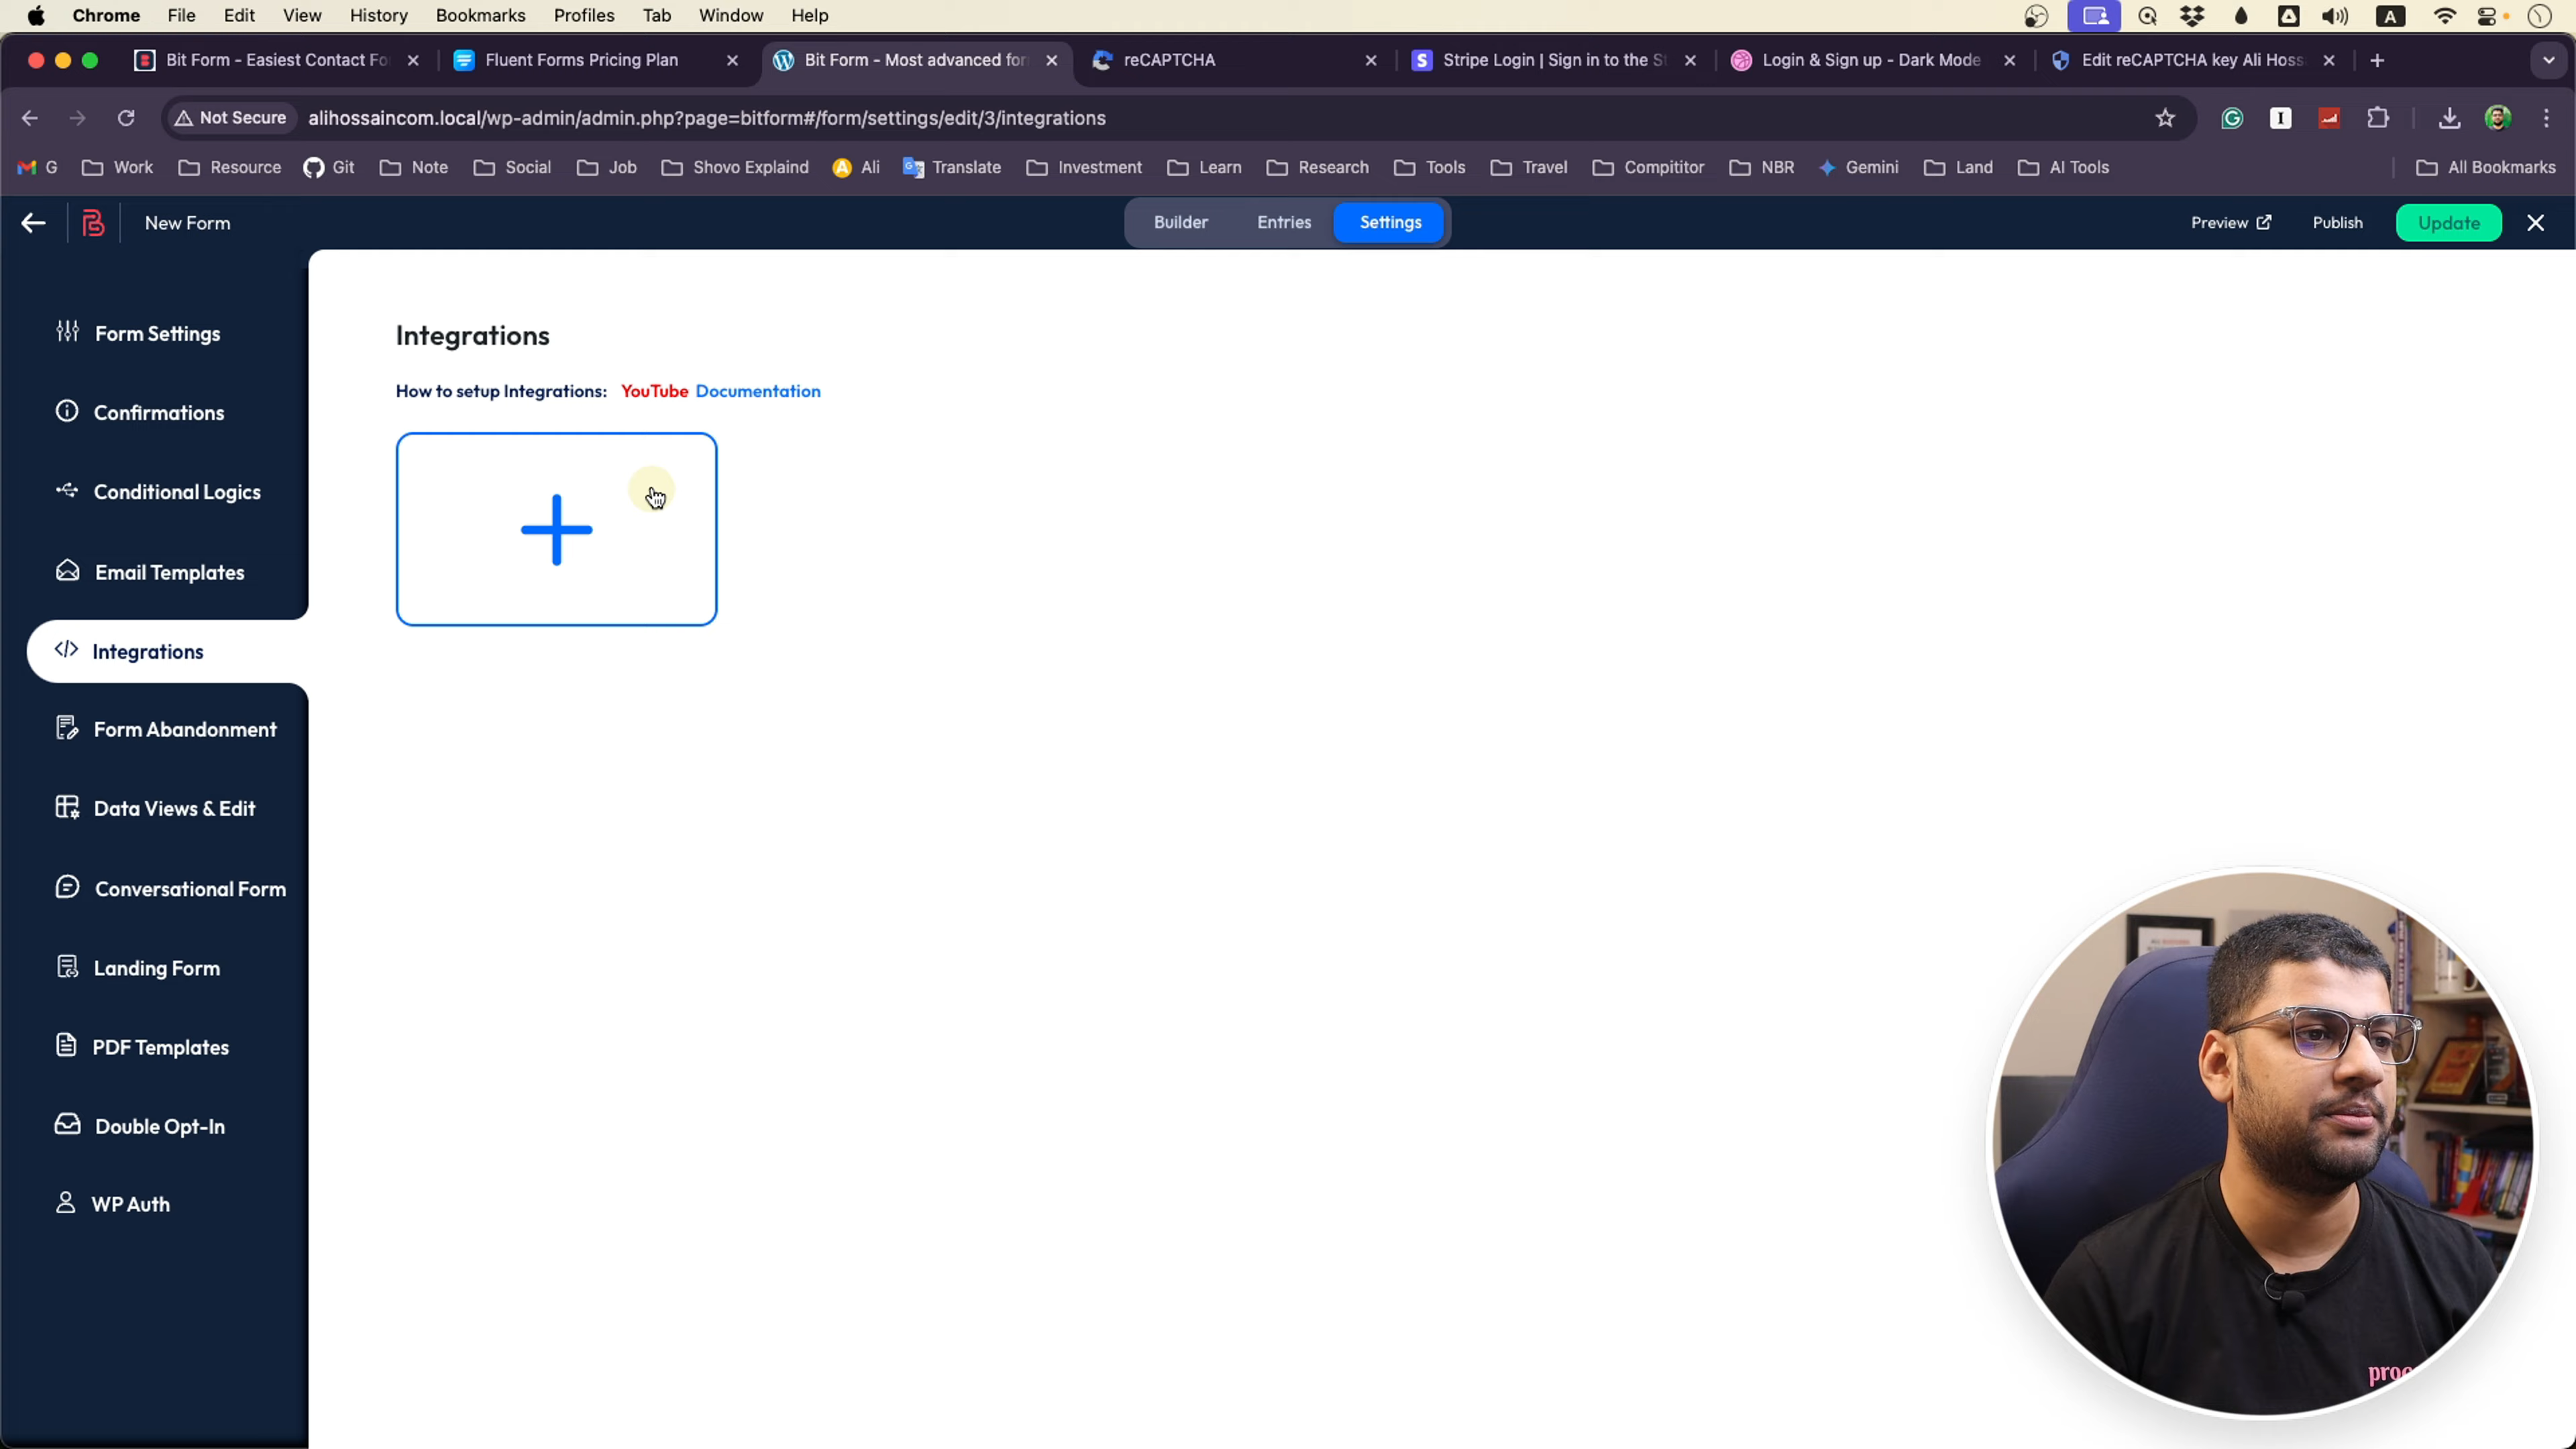 Chrome File Edit View History Bookmarks Profiles Tab Window Help A
Bit Form - Easiest Contact Fo Fluent Forms Pricing Plan Bit Form - Most advanced for reCAPTCHA Stripe Login | Sign in to the S Login & Sign up - Dark Mode Edit reCAPTCHA key Ali Hoss
Not Secure alihossaincom.local/wp-admin/admin.php?page=bitform#/form/settings/edit/3/integrations
G Work Resource Git Note Social Job Shovo Explaind Ali Translate Investment Learn Research Tools Travel Compititor NBR Gemini Land AI Tools All Bookmarks
New Form Builder Entries Settings Preview Publish Update
Form Settings
Confirmations
Conditional Logics
Email Templates
Integrations
Form Abandonment
Data Views & Edit
Conversational Form
Landing Form
PDF Templates
Double Opt-In
WP Auth
Integrations
How to setup Integrations: YouTube Documentation